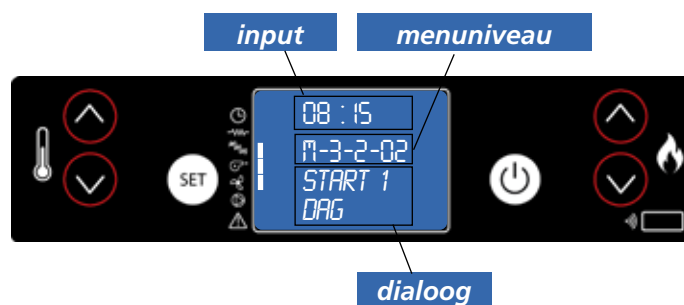 input
menuniveau
08 : 15
M-3-2-02
SET
START 1
DAG
dialoog